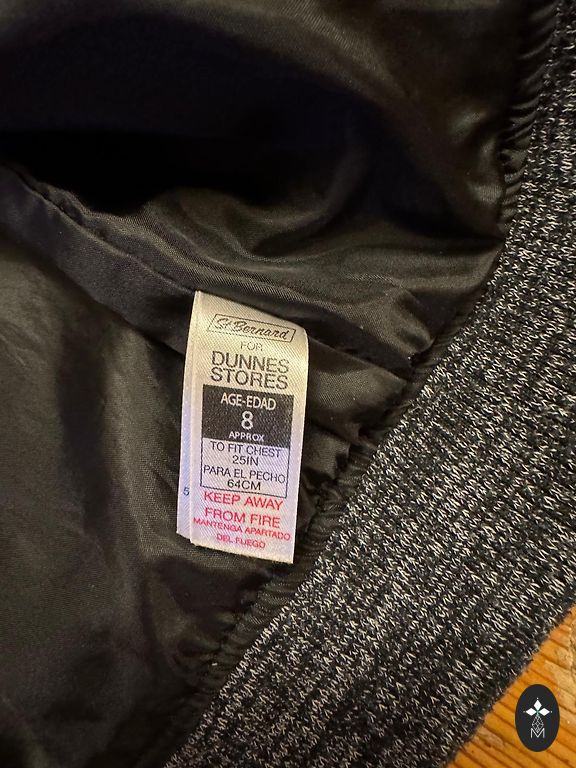 St Bernard
FOR
DUNNES
STORES
AGE-EDAD
8
APPROX
TO FIT CHEST
25IN
PARA EL PECHO
64CM
5
KEEP AWAY
FROM FIRE
MANTENGA APARTADO
DEL FUEGO
M